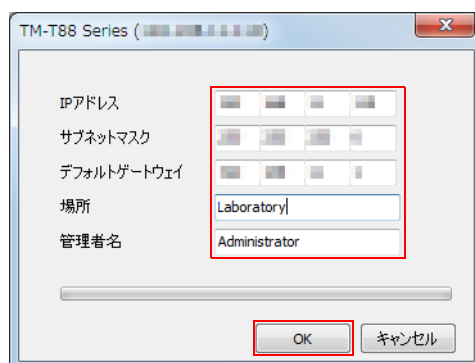 TM-T88 Series (
IPアドレス
サブネットマスク
デフォルトゲートウェイ
場所 Laboratory
管理者名 Administrator
OK キャンセル